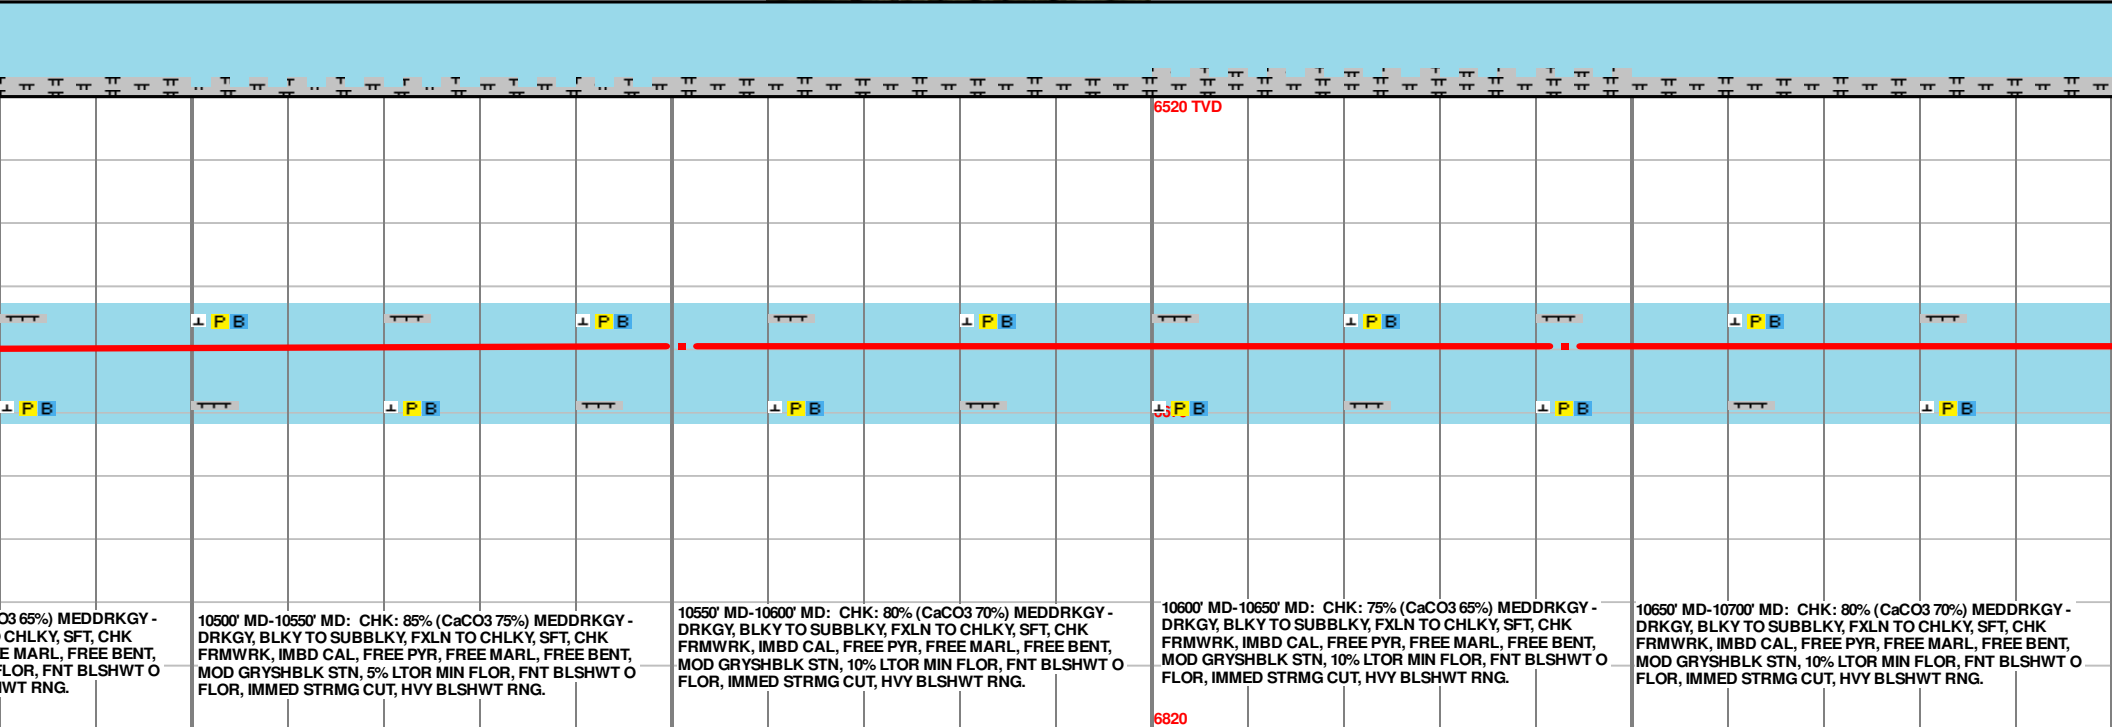 6520 TVD
P B
P B
P B
P B
P B
P B
P B
P B
P B
P B
P B
6820
O3 65%) MEDDRKGY -
CHLKY, SFT, CHK
E MARL, FREE BENT,
FLOR, FNT BLSHWT O
WT RNG.
10500' MD-10550' MD: CHK: 85% (CaCO3 75%) MEDDRKGY -
DRKGY, BLKY TO SUBBLKY, FXLN TO CHLKY, SFT, CHK
FRMWRK, IMBD CAL, FREE PYR, FREE MARL, FREE BENT,
MOD GRYSHBLK STN, 5% LTOR MIN FLOR, FNT BLSHWT O
FLOR, IMMED STRMG CUT, HVY BLSHWT RNG.
10550' MD-10600' MD: CHK: 80% (CaCO3 70%) MEDDRKGY -
DRKGY, BLKY TO SUBBLKY, FXLN TO CHLKY, SFT, CHK
FRMWRK, IMBD CAL, FREE PYR, FREE MARL, FREE BENT,
MOD GRYSHBLK STN, 10% LTOR MIN FLOR, FNT BLSHWT O
FLOR, IMMED STRMG CUT, HVY BLSHWT RNG.
10600' MD-10650' MD: CHK: 75% (CaCO3 65%) MEDDRKGY -
DRKGY, BLKY TO SUBBLKY, FXLN TO CHLKY, SFT, CHK
FRMWRK, IMBD CAL, FREE PYR, FREE MARL, FREE BENT,
MOD GRYSHBLK STN, 10% LTOR MIN FLOR, FNT BLSHWT O
FLOR, IMMED STRMG CUT, HVY BLSHWT RNG.
10650' MD-10700' MD: CHK: 80% (CaCO3 70%) MEDDRKGY -
DRKGY, BLKY TO SUBBLKY, FXLN TO CHLKY, SFT, CHK
FRMWRK, IMBD CAL, FREE PYR, FREE MARL, FREE BENT,
MOD GRYSHBLK STN, 10% LTOR MIN FLOR, FNT BLSHWT O
FLOR, IMMED STRMG CUT, HVY BLSHWT RNG.